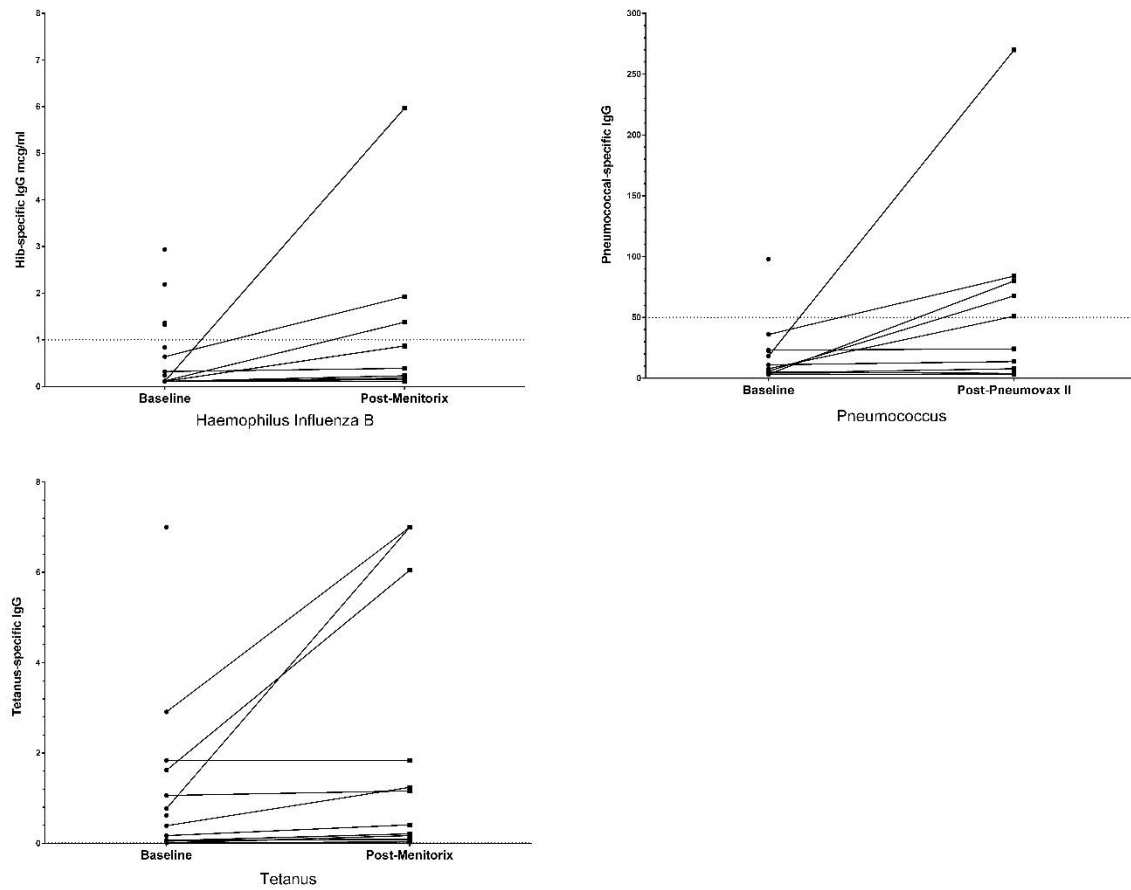 8
7
6
5
4
3
2
1
0
Hib-specific IgG mcg/ml
Baseline
Post-Menitorix
Haemophilus Influenza B
300
250
200
150
100
50
0
Pneumococcal-specific IgG
Baseline
Post-Pneumovax II
Pneumococcus
8
6
4
2
0
Tetanus-specific IgG
Baseline
Post-Menitorix
Tetanus